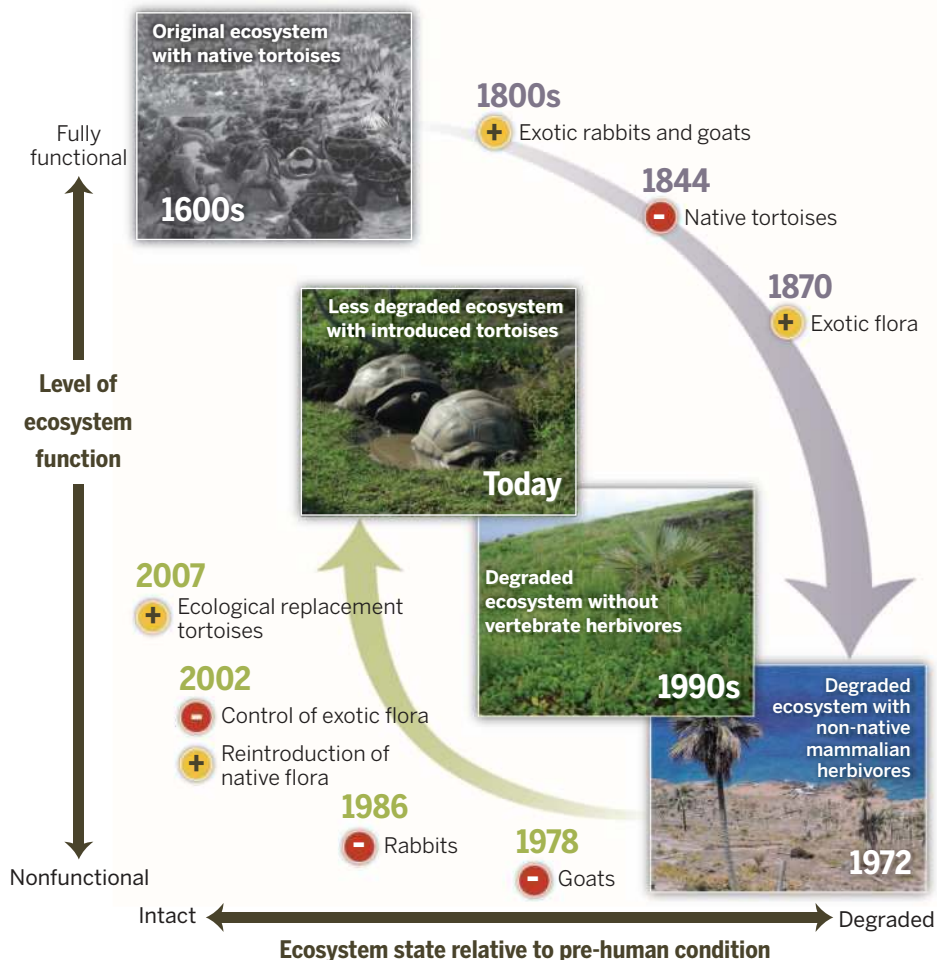 Original ecosystem
with native tortoises
1600s
Fully
functional
1800s
+ Exotic rabbits and goats
1844
- Native tortoises
1870
+ Exotic flora
Less degraded ecosystem
with introduced tortoises
Today
Level of
ecosystem
function
Degraded
ecosystem without
vertebrate herbivores
1990s
2007
+ Ecological replacement
tortoises
2002
- Control of exotic flora
+ Reintroduction of
native flora
1986
- Rabbits
1978
- Goats
Degraded
ecosystem with
non-native
mammalian
herbivores
1972
Nonfunctional
Intact
Degraded
Ecosystem state relative to pre-human condition